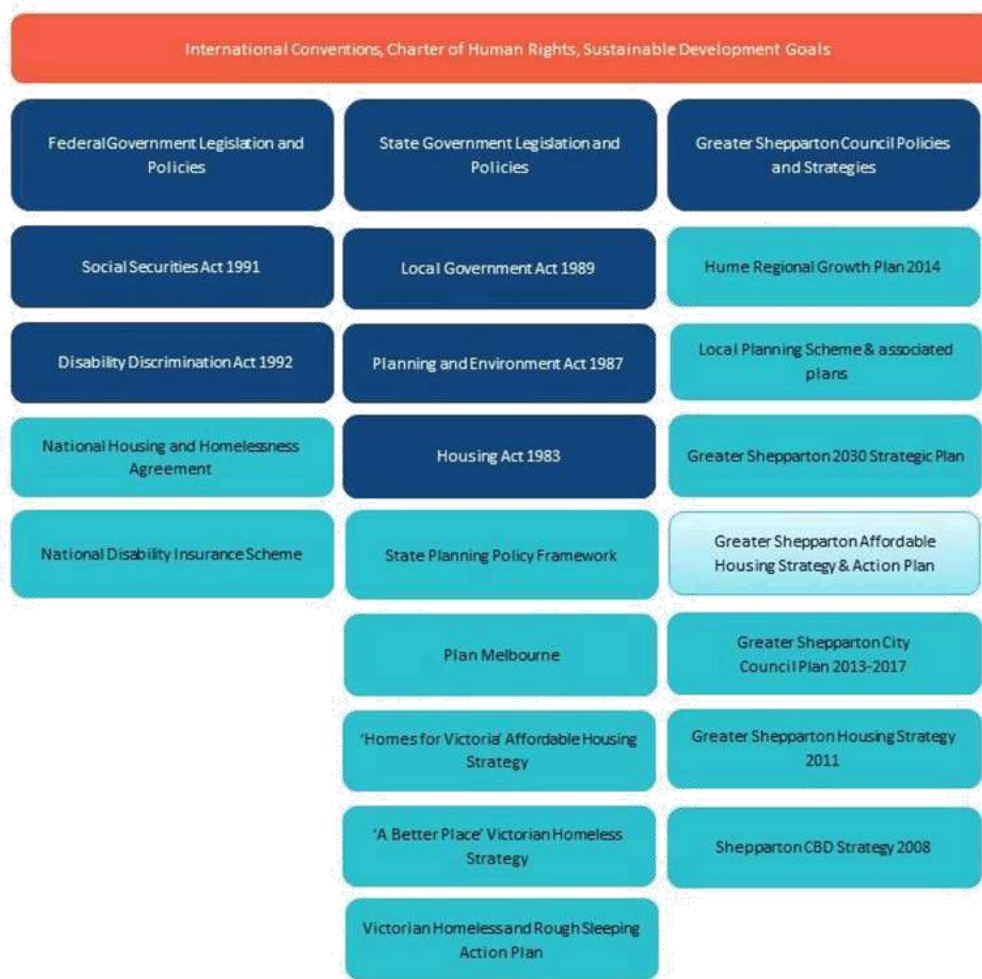 International Conventions, Charter of Human Rights, Sustainable Development Goals
Federal Government Legislation and
Policies
State Government Legislation and
Policies
Greater Shepparton Council Policies
and Strategies
Social Securities Act 1991
Local Government Act 1989
Hume Regional Growth Plan 2014
Disability Discrimination Act 1992
Planning and Environment Act 1987
Local Planning Scheme & associated
plans
National Housing and Homelessness
Agreement
Housing Act 1983
Greater Shepparton 2030 Strategic Plan
National Disability Insurance Scheme
State Planning Policy Framework
Greater Shepparton Affordable
Housing Strategy & Action Plan
Plan Melbourne
Greater Shepparton City
Council Plan 2013-2017
'Homes for Victoria' Affordable Housing
Strategy
Greater Shepparton Housing Strategy
2011
'A Better Place' Victorian Homeless
Strategy
Shepparton CBD Strategy 2008
Victorian Homeless and Rough Sleeping
Action Plan